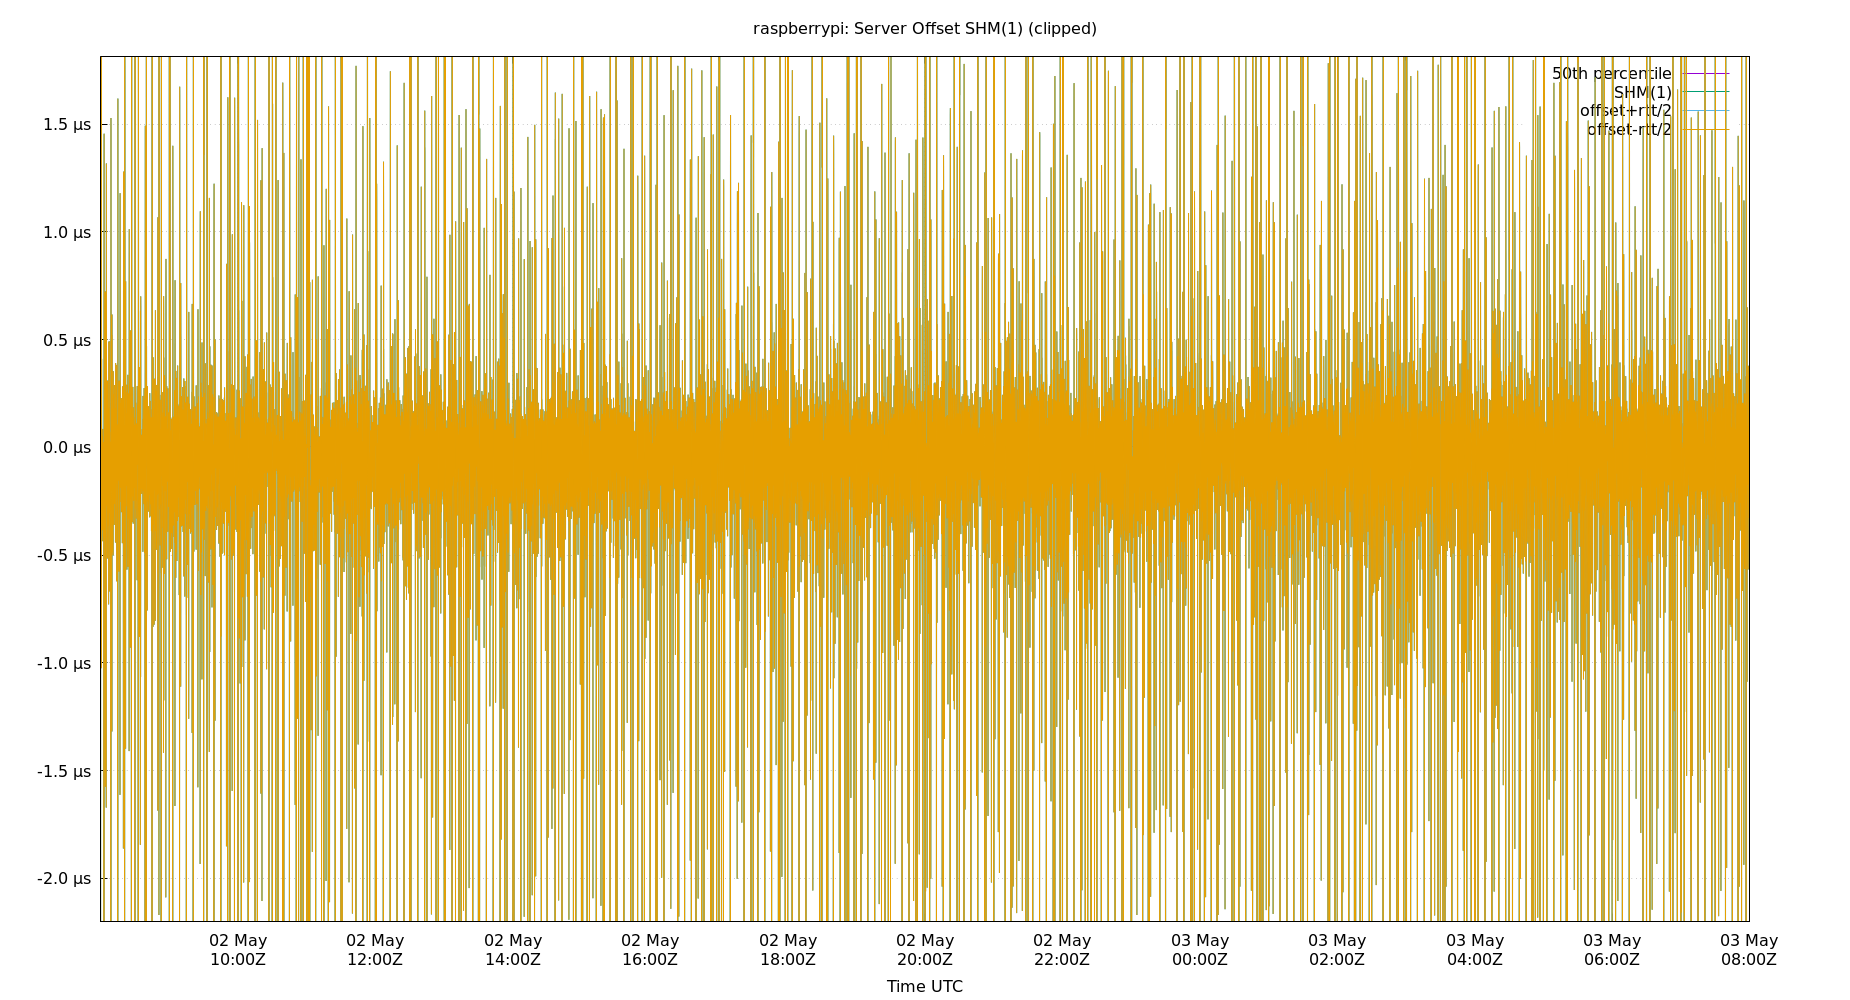 raspberrypi: Server Offset SHM(1) (clipped)
50th percentile
SHM(1)
offset+rtt/2
offset-rtt/2
1.5 µs
1.0 µs
0.5 µs
0.0 µs
-0.5 µs
-1.0 µs
-1.5 µs
-2.0 µs
02 May 02 May 02 May 02 May 02 May 02 May 02 May 03 May 03 May 03 May 03 May 03 May
10:00Z 12:00Z 14:00Z 16:00Z 18:00Z 20:00Z 22:00Z 00:00Z 02:00Z 04:00Z 06:00Z 08:00Z
Time UTC